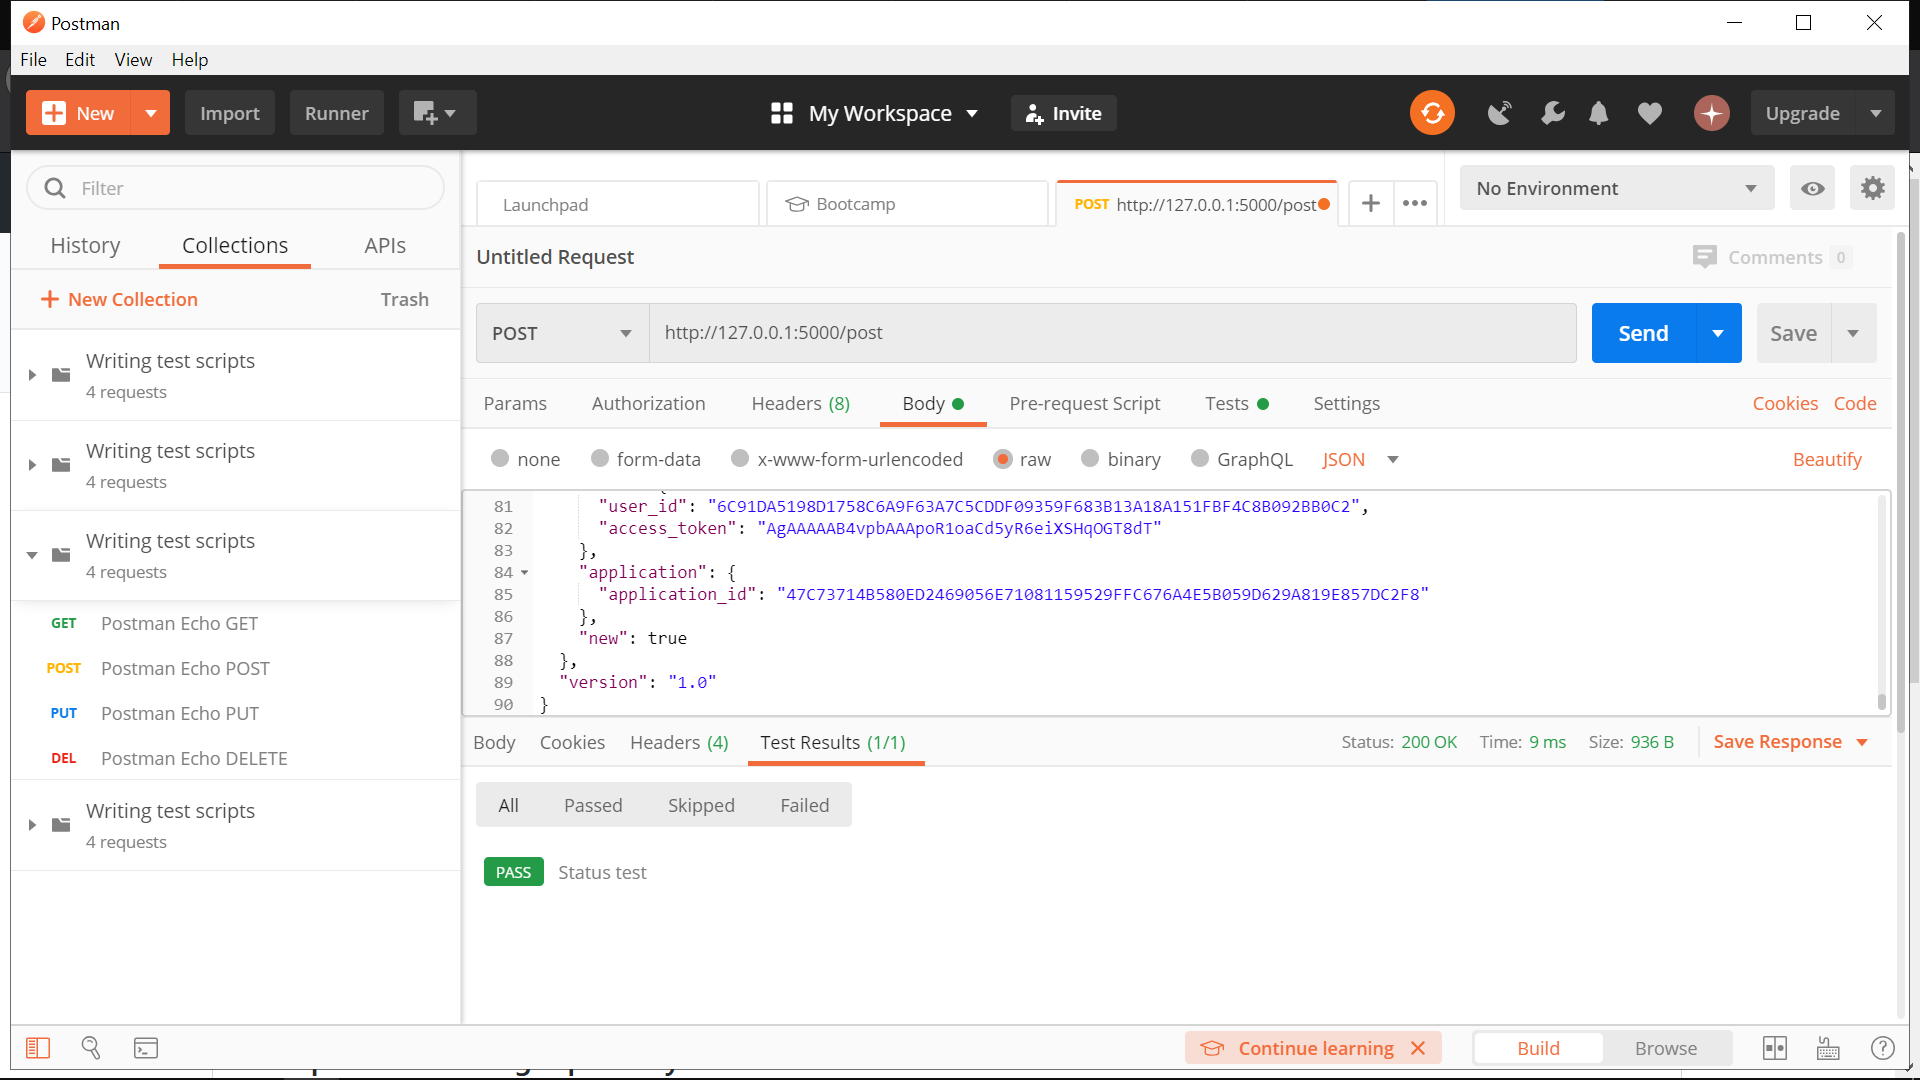 Postman
File Edit View Help
New Import Runner My Workspace Invite Upgrade
Filter
History Collections APIs
New Collection Trash
Writing test scripts
4 requests
Writing test scripts
4 requests
Writing test scripts
4 requests
GET Postman Echo GET
POST Postman Echo POST
PUT Postman Echo PUT
DEL Postman Echo DELETE
Writing test scripts
4 requests
Launchpad Bootcamp POST http://127.0.0.1:5000/post ••• No Environment
Untitled Request Comments 0
POST http://127.0.0.1:5000/post Send Save
Params Authorization Headers (8) Body Pre-request Script Tests Settings Cookies Code
none form-data x-www-form-urlencoded raw binary GraphQL JSON Beautify
81 "user_id": "6C91DA5198D1758C6A9F63A7C5CDDF09359F683B13A18A151FBF4C8B092BB0C2",
82 "access_token": "AgAAAAAB4vpbAAApoR1oaCd5yR6eiXSHqOGT8dT"
83 },
84 "application": {
85 "application_id": "47C73714B580ED2469056E71081159529FFC676A4E5B059D629A819E857DC2F8"
86 },
87 "new": true
88 },
89 "version": "1.0"
90 }
Body Cookies Headers (4) Test Results (1/1) Status: 200 OK Time: 9 ms Size: 936 B Save Response
All Passed Skipped Failed
PASS Status test
Continue learning Build Browse